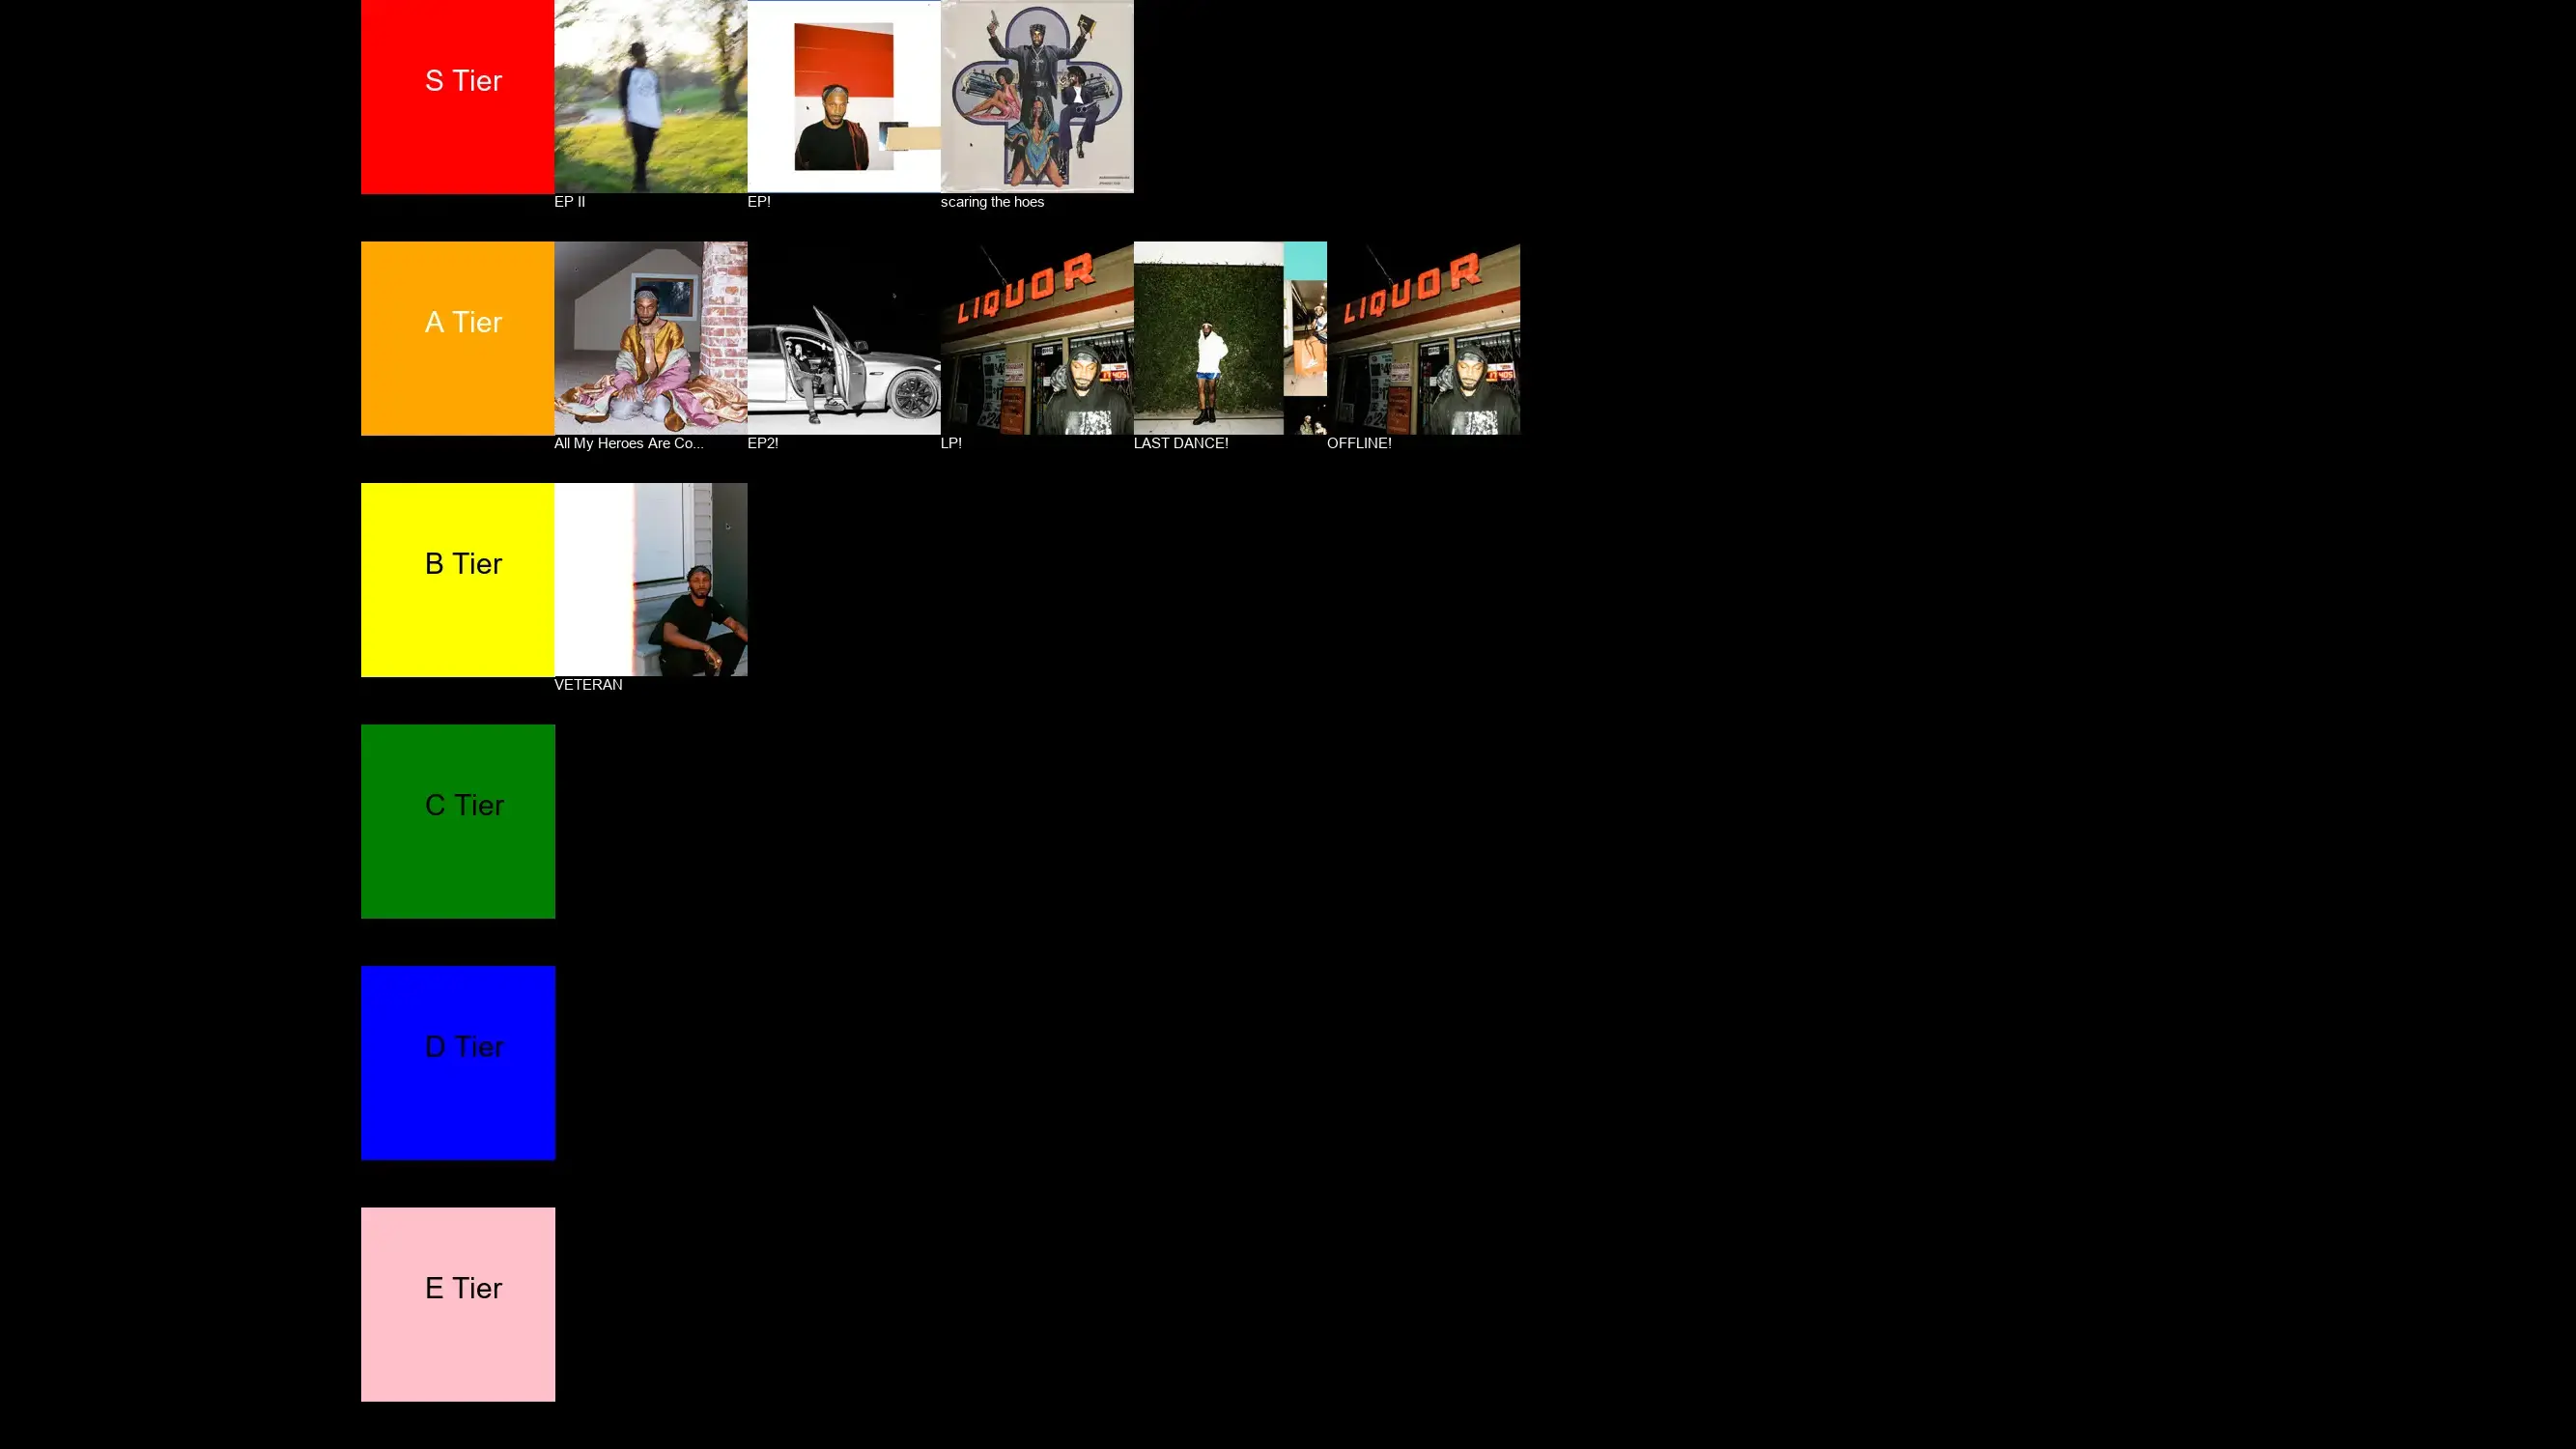 S Tier
EP II
EP!
scaring the hoes
A Tier
LIQUOR
LIQUOR
All My Heroes Are Co...
EP2!
LP!
LAST DANCE!
OFFLINE!
B Tier
VETERAN
C Tier
D Tier
E Tier